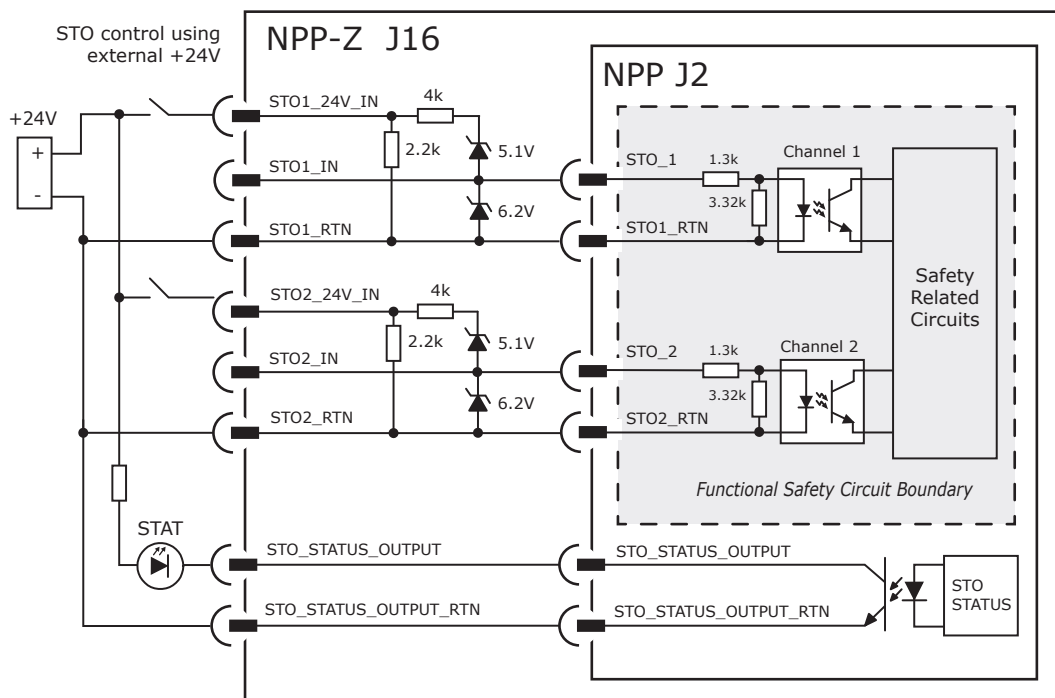 STO control using
external +24V
NPP-Z J16
NPP J2
+24V
+
-
STO1_24V_IN
4k
2.2k
5.1V
STO1_IN
6.2V
STO1_RTN
STO_1
1.3k
Channel 1
3.32k
STO1_RTN
Safety
Related
Circuits
STO2_24V_IN
4k
2.2k
5.1V
STO2_IN
6.2V
STO2_RTN
STO_2
1.3k
Channel 2
3.32k
STO2_RTN
Functional Safety Circuit Boundary
STAT
STO_STATUS_OUTPUT
STO_STATUS_OUTPUT
STO
STATUS
STO_STATUS_OUTPUT_RTN
STO_STATUS_OUTPUT_RTN